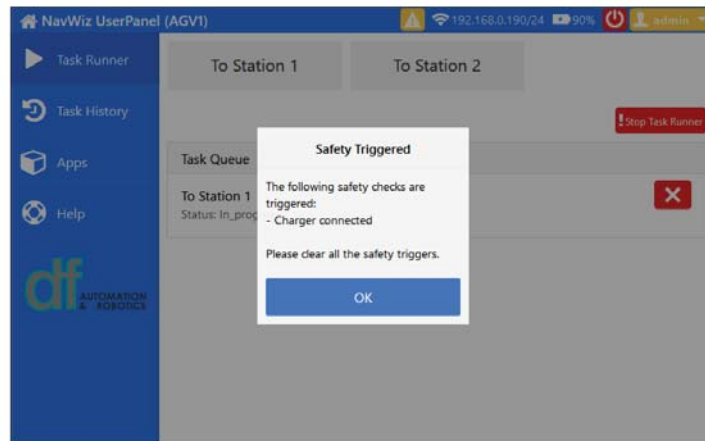 NavWiz UserPanel (AGV1) 192.168.0.190/24 90% admin
Task Runner
To Station 1 To Station 2
Task History
! Stop Task Runner
Apps
Task Queue
Safety Triggered
The following safety checks are
triggered:
- Charger connected
Please clear all the safety triggers.
OK
To Station 1
Status: In_prog
Help
df AUTOMATION
& ROBOTICS